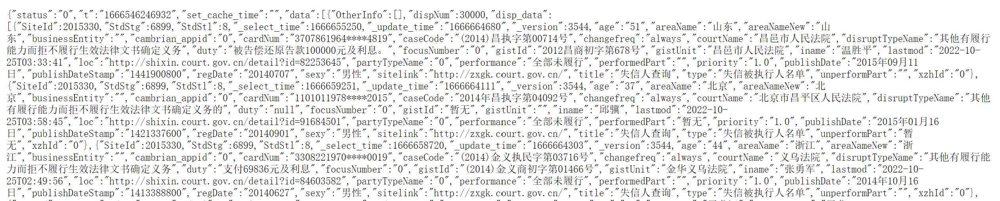 {"status":"0","t":"1666546246932","set_cache_time":"","data":[{"OtherInfo":[],"dispNum":30000,"disp_data":
[{"SiteId":2015330,"StdStg":6899,"StdStl":8,"_select_time":1666655250,"_update_time":"1666664680","_version":3544,"age":"51","areaName":"山东","areaNameNew":"山
东","businessEntity":"","cambrian_appid":"0","cardNum":"3707861964****4819","caseCode":"(2014)昌执字第00714号","changefreq":"always","courtName":"昌邑市人民法院","disruptTypeName":"其他有履行
能力而拒不履行生效法律文书确定义务","duty":"被告偿还原告款100000元及利息。","focusNumber":"0","gistId":"2012昌商初字第678号","gistUnit":"昌邑市人民法院","iname":"温胜平","lastmod":"2022-10-
25T03:33:41","loc":"http://shixin.court.gov.cn/detail?id=82253645","partyTypeName":"0","performance":"全部未履行","performedPart":"","priority":"1.0","publishDate":"2015年09月11
日","publishDateStamp":"1441900800","regDate":"20140707","sexy":"男性","sitelink":"http://zxgk.court.gov.cn/","title":"失信人查询","type":"失信被执行人名单","unperformPart":"","xzhId":"0"},
{"SiteId":2015330,"StdStg":6899,"StdStl":8,"_select_time":1666659251,"_update_time":"1666664111","_version":3544,"age":"37","areaName":"北京","areaNameNew":"北
京","businessEntity":"","cambrian_appid":"0","cardNum":"1101011978****2015","caseCode":"2014年昌执字第04092号","changefreq":"always","courtName":"北京市昌平区人民法院","disruptTypeName":"其他
有履行能力而拒不履行生效法律文书确定义务的","duty":"null","focusNumber":"0","gistId":"暂无","gistUnit":"","iname":"邱骥","lastmod":"2022-10-
25T03:58:45","loc":"http://shixin.court.gov.cn/detail?id=91684501","partyTypeName":"0","performance":"全部未履行","performedPart":"暂无","priority":"1.0","publishDate":"2015年01月16
日","publishDateStamp":"1421337600","regDate":"20140901","sexy":"男性","sitelink":"http://zxgk.court.gov.cn/","title":"失信人查询","type":"失信被执行人名单","unperformPart":"暂
无","xzhId":"0"},{"SiteId":2015330,"StdStg":6899,"StdStl":8,"_select_time":1666658720,"_update_time":"1666664303","_version":3544,"age":"44","areaName":"浙江","areaNameNew":"浙
江","businessEntity":"","cambrian_appid":"0","cardNum":"3308221970****0019","caseCode":"(2014)金义执民字第03716号","changefreq":"always","courtName":"义乌法院","disruptTypeName":"其他有履行能
力而拒不履行生效法律文书确定义务","duty":"支付69836元及利息","focusNumber":"0","gistId":"(2014)金义商初字第01466号","gistUnit":"金华义乌法院","iname":"张勇军","lastmod":"2022-10-
25T02:49:56","loc":"http://shixin.court.gov.cn/detail?id=84603582","partyTypeName":"0","performance":"全部未履行","performedPart":"","priority":"1.0","publishDate":"2014年10月16
日","publishDateStamp":"1413388800","regDate":"20140627","sexy":"男性","sitelink":"http://zxgk.court.gov.cn/","title":"失信人查询","type":"失信被执行人名单","unperformPart":"","xzhId":"0"},